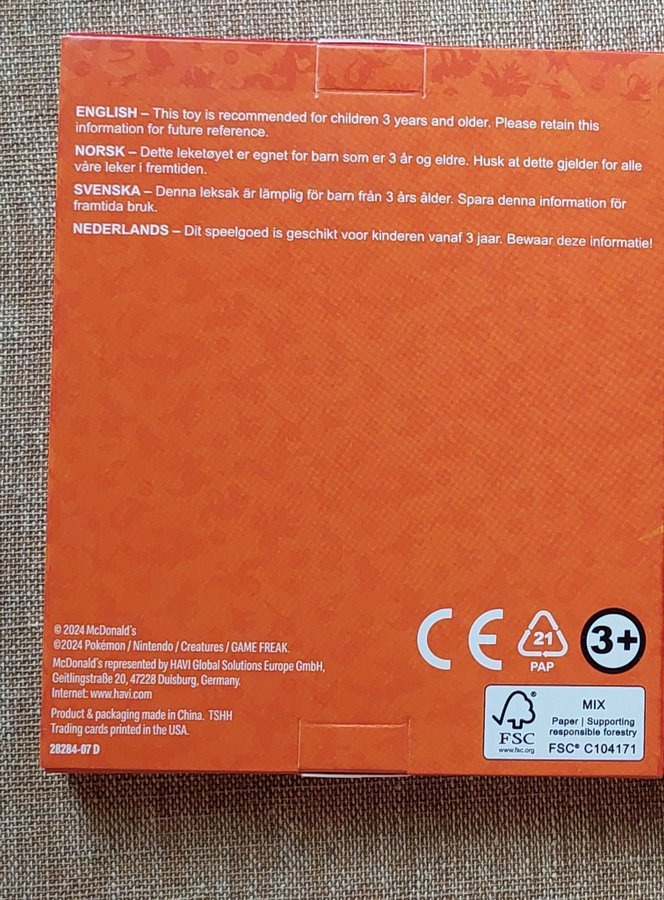 ENGLISH – This toy is recommended for children 3 years and older. Please retain this
information for future reference.
NORSK – Dette leketøyet er egnet for barn som er 3 år og eldre. Husk at dette gjelder for alle
våre leker i fremtiden.
SVENSKA – Denna leksak är lämplig för barn från 3 års ålder. Spara denna information för
framtida bruk.
NEDERLANDS – Dit speelgoed is geschikt voor kinderen vanaf 3 jaar. Bewaar deze informatie!
© 2024 McDonald's
©2024 Pokémon / Nintendo / Creatures / GAME FREAK.
McDonald's represented by HAVI Global Solutions Europe GmbH,
Geitlingstraße 20, 47228 Duisburg, Germany.
Internet: www.havi.com
Product & packaging made in China. TSHH
Trading cards printed in the USA.
28284-07 D
CE
21
PAP
3+
FSC®
www.fsc.org
MIX
Paper | Supporting
responsible forestry
FSC® C104171